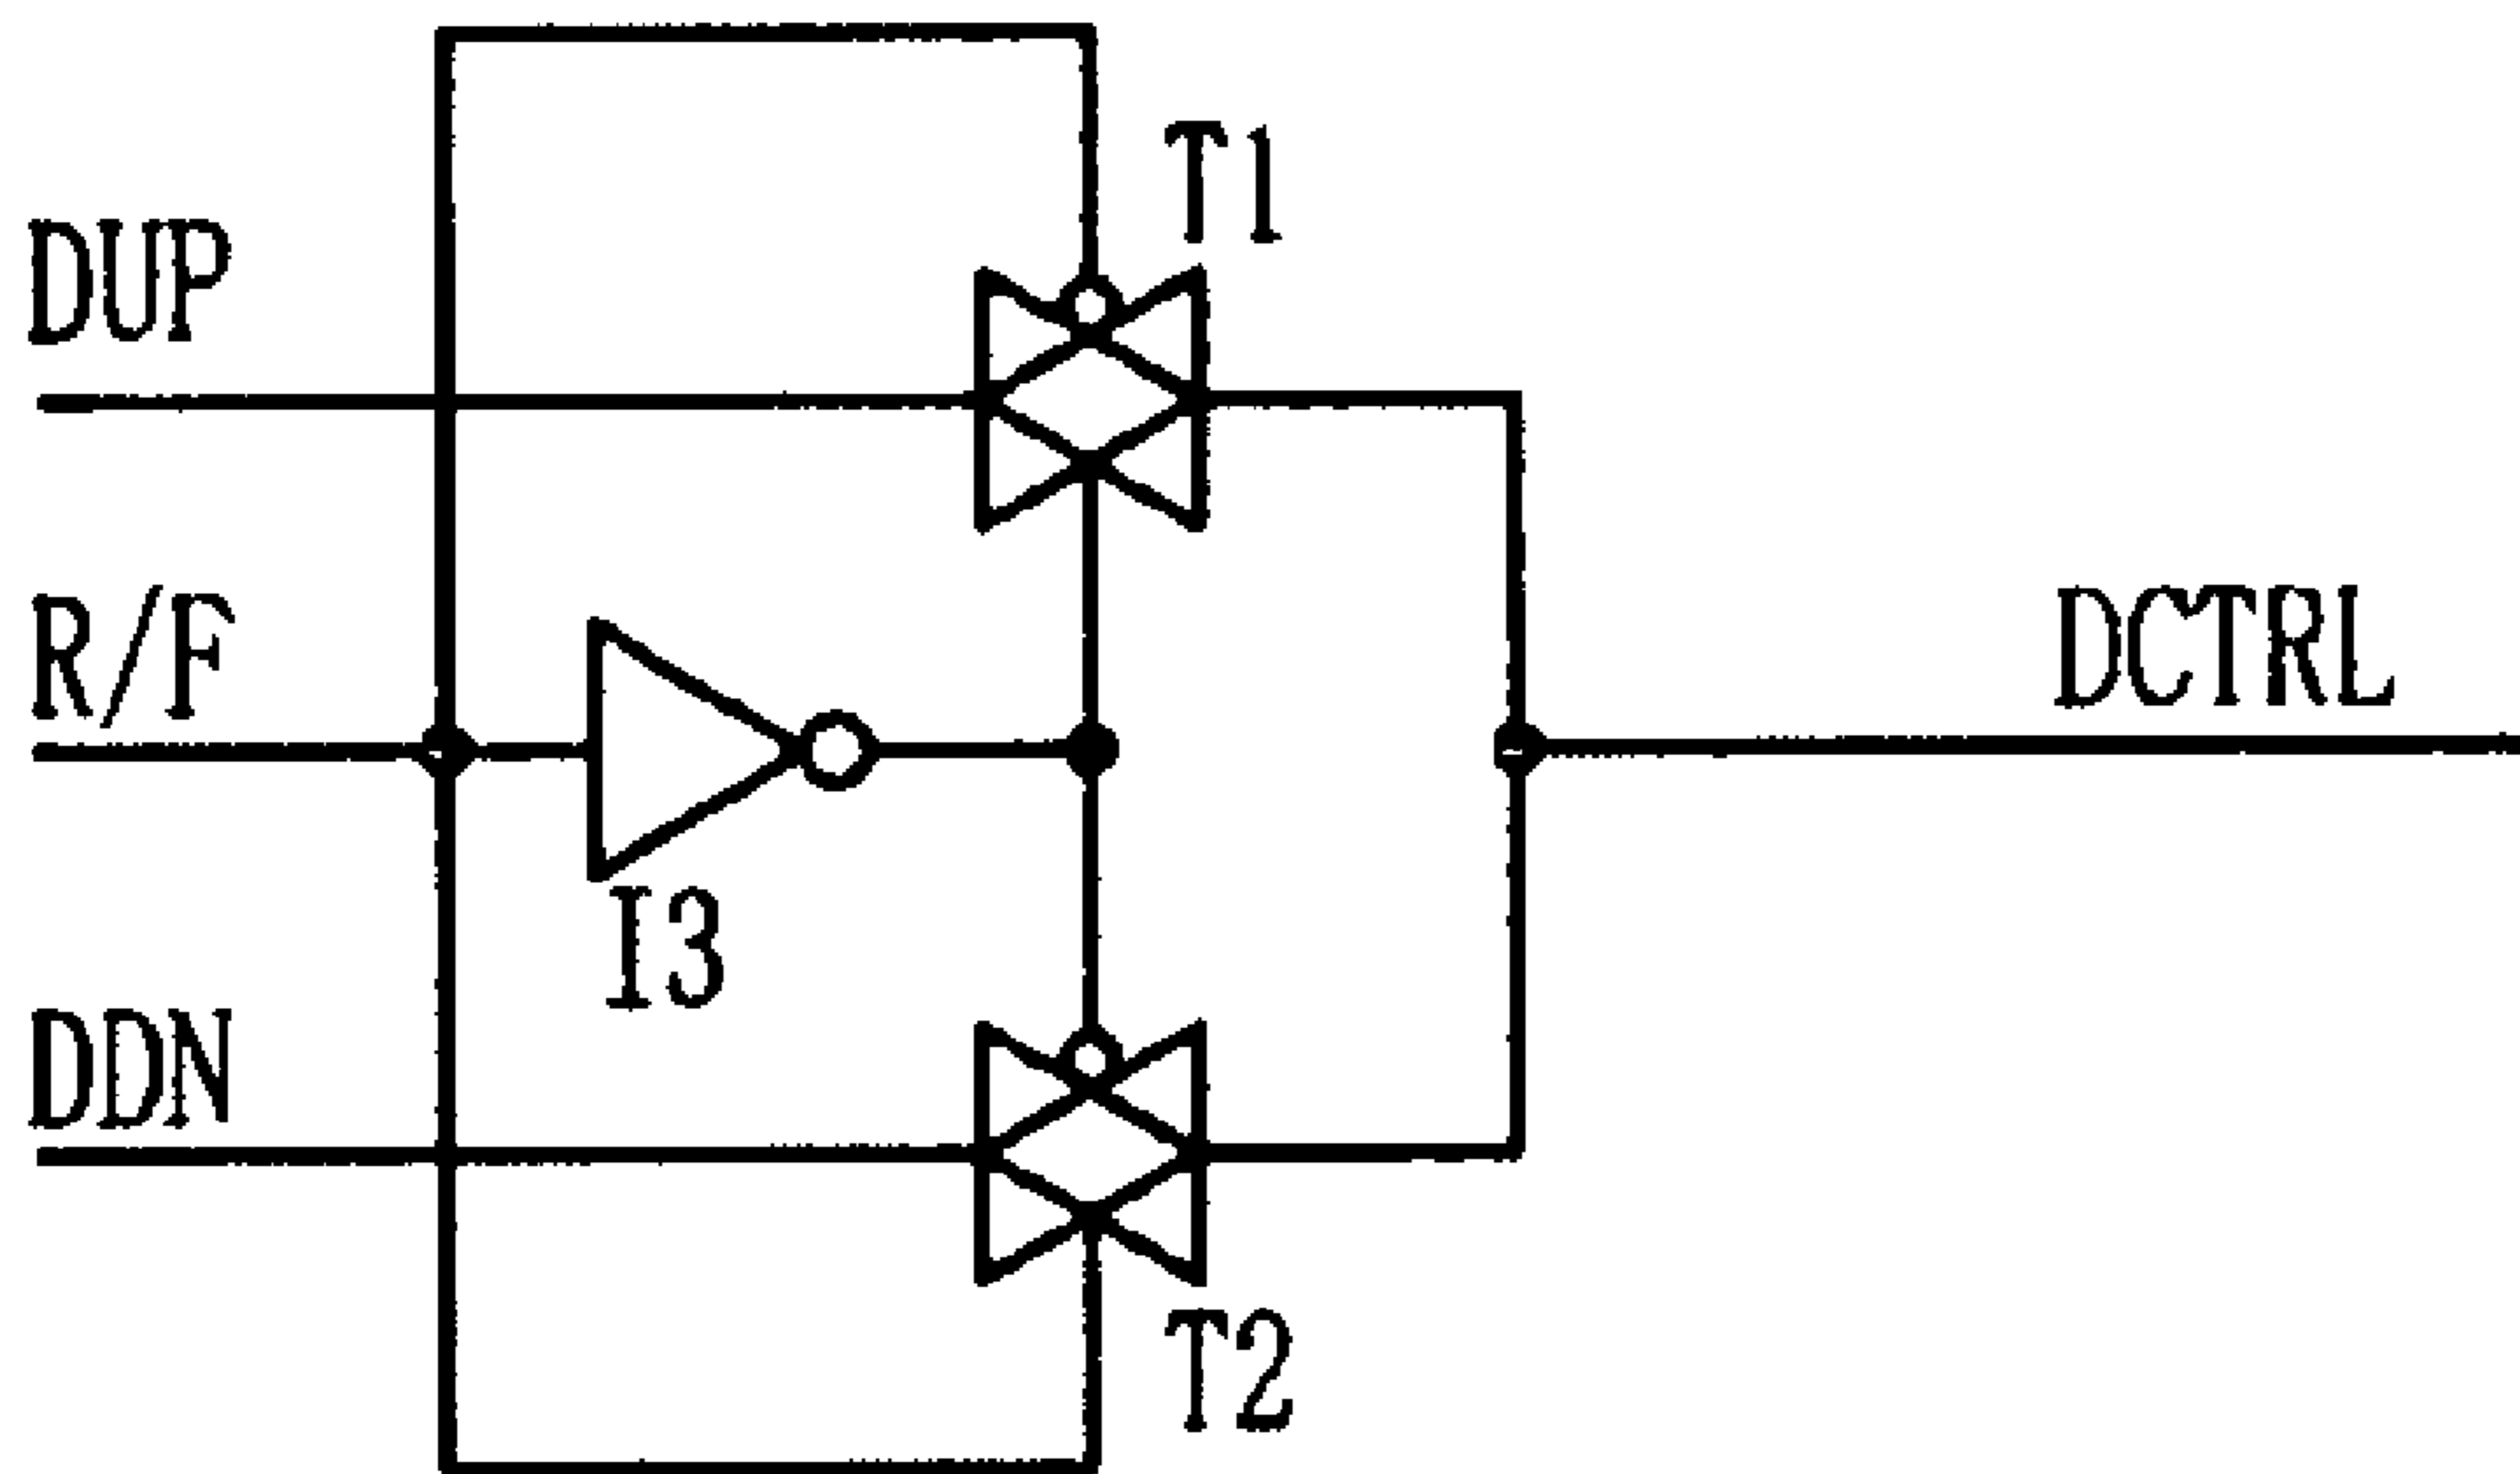 T1
DUP
R/F
DCTRL
I3
DDN
T2